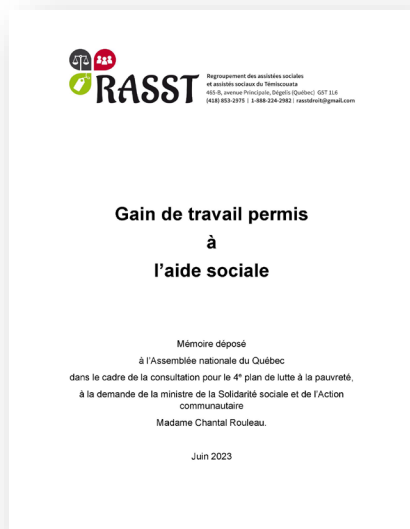 RASST
Regroupement des assistées sociales
et assistés sociaux du Témiscouata
465-B, avenue Principale, Dégelis (Québec) G5T 1L6
(418) 853-2975 | 1-888-224-2982 | rasstdroit@gmail.com
Gain de travail permis
à
l'aide sociale
Mémoire déposé
à l'Assemblée nationale du Québec
dans le cadre de la consultation pour le 4e plan de lutte à la pauvreté,
à la demande de la ministre de la Solidarité sociale et de l'Action
communautaire
Madame Chantal Rouleau.
Juin 2023